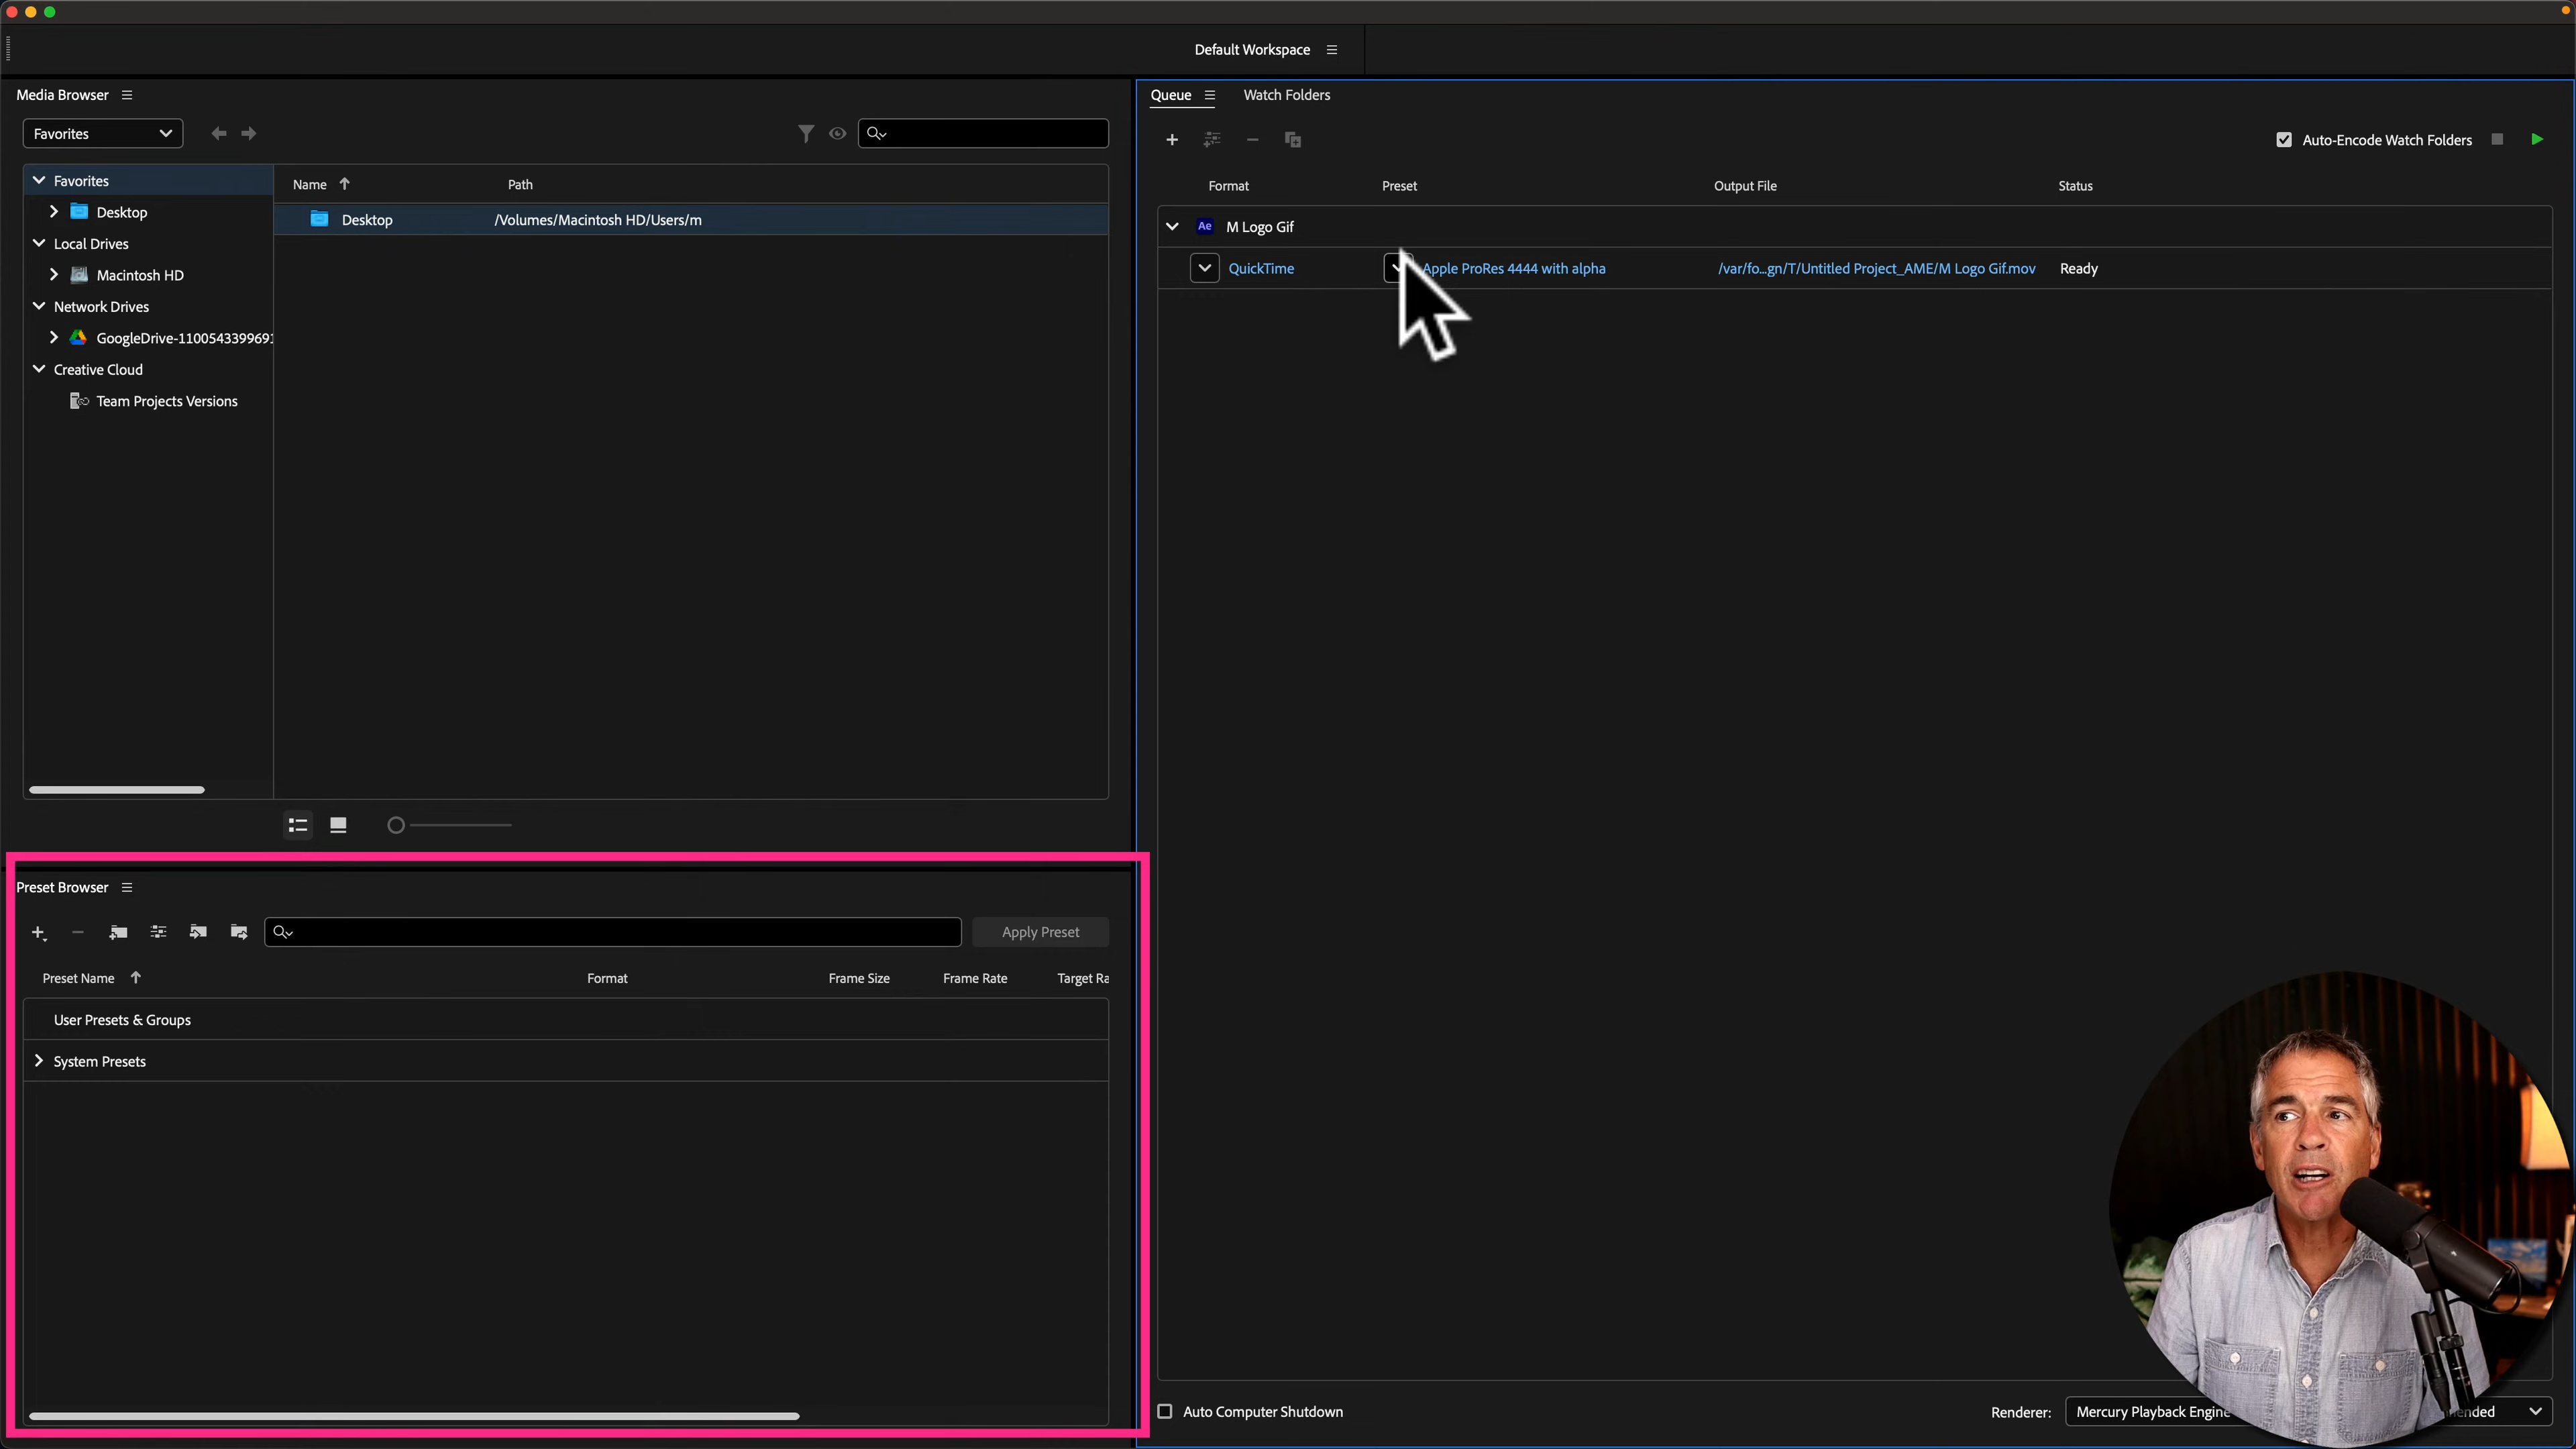 Default Workspace
Media Browser
Favorites
Favorites
Desktop
Local Drives
Macintosh HD
Network Drives
GoogleDrive-110054339969
Creative Cloud
Team Projects Versions
Name
Path
Desktop
/Volumes/Macintosh HD/Users/m
Preset Browser
Apply Preset
Preset Name
Format
Frame Size
Frame Rate
Target Ra
User Presets & Groups
System Presets
Queue
Watch Folders
Auto-Encode Watch Folders
Format
Preset
Output File
Status
Ae
M Logo Gif
QuickTime
Apple ProRes 4444 with alpha
/var/fo...gn/T/Untitled Project_AME/M Logo Gif.mov
Ready
Auto Computer Shutdown
Renderer:
Mercury Playback Engine